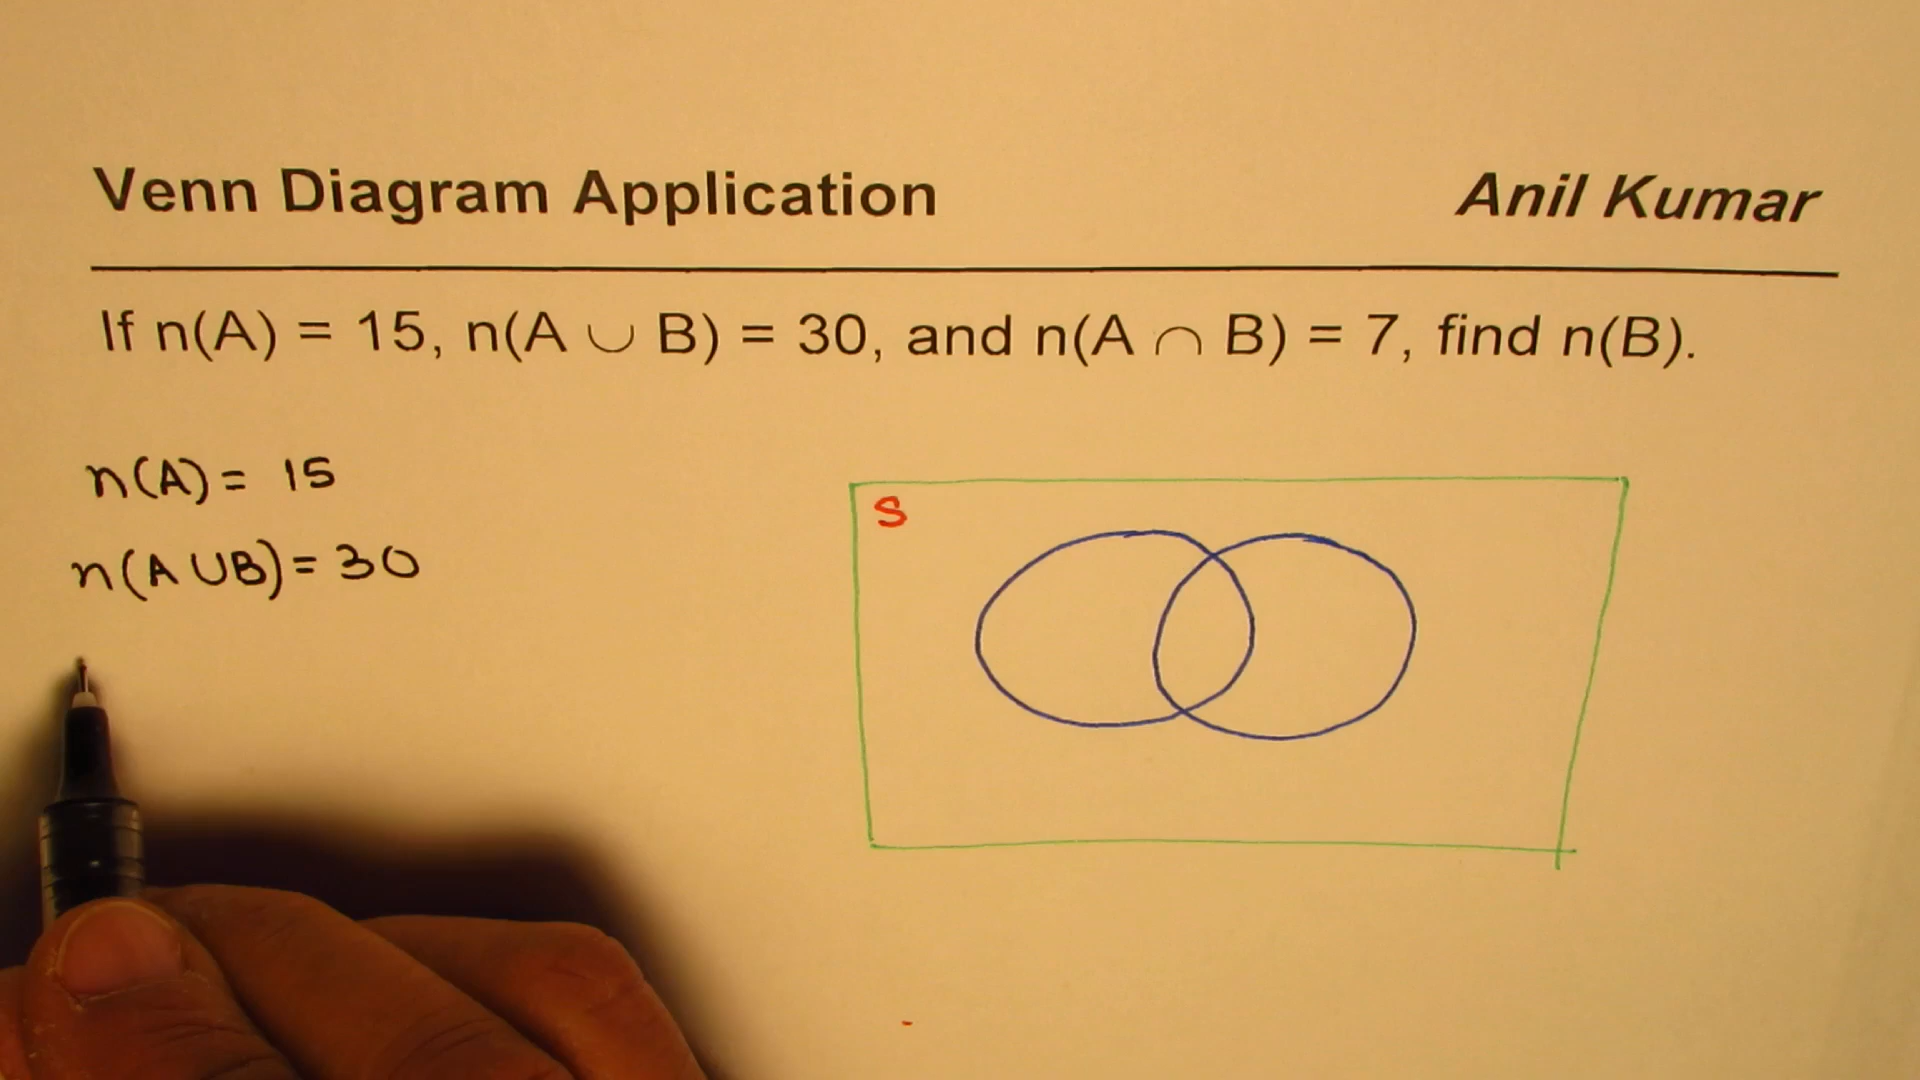 Venn Diagram Application Anil Kumar
If n(A) = 15, n(A ∪ B) = 30, and n(A ∩ B) = 7, find n(B).
n(A) = 15
n(A ∪ B) = 30
S